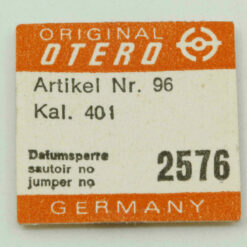 ORIGINAL
OTERO
Artikel Nr. 96
Kal. 401
Datumsperre
sautoir no
jumper no
2576
GERMANY